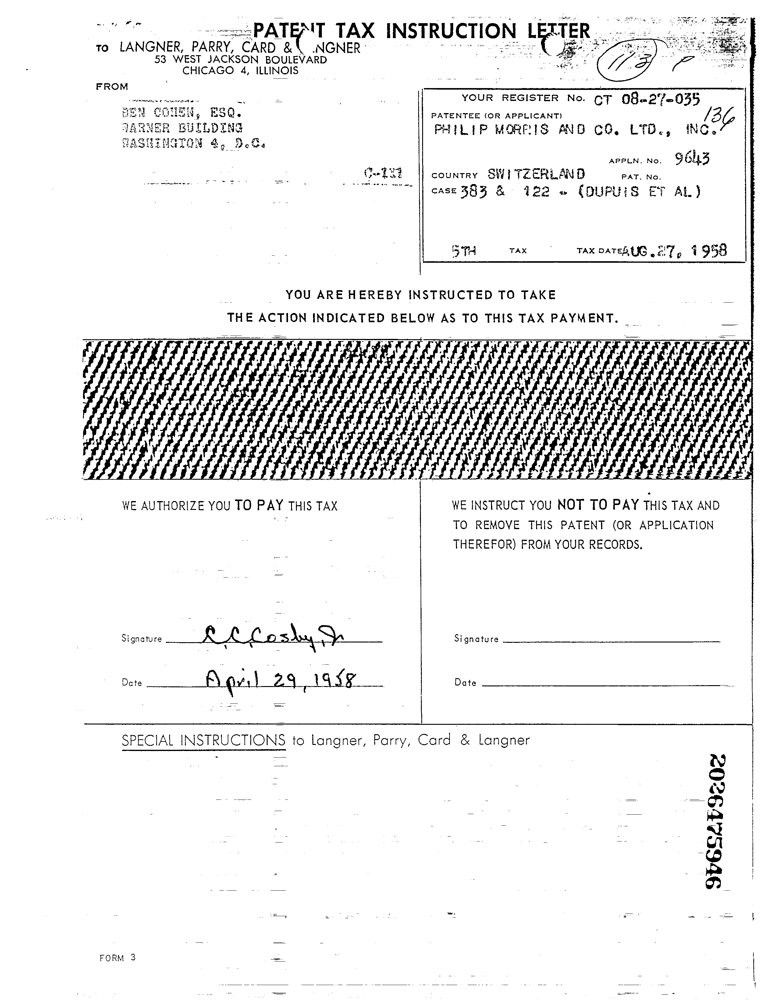 PATENT TAX INSTRUCTION LETTER
TO LANGNER, PARRY, CARD & LANGNER
53 WEST JACKSON BOULEVARD
CHICAGO 4, ILLINOIS
113 P
FROM
BEN COHEN, ESQ.
WARNER BUILDING
WASHINGTON 4, D.C.
C-131
YOUR REGISTER No. CT 08-27-035
136
PATENTEE (OR APPLICANT)
PHILIP MORRIS AND CO. LTD., INC.
APPLN. No. 9643
COUNTRY SWITZERLAND PAT. No.
CASE 383 & 122 - (DUPUIS ET AL)
5TH TAX TAX DATE AUG. 27, 1958
YOU ARE HEREBY INSTRUCTED TO TAKE
THE ACTION INDICATED BELOW AS TO THIS TAX PAYMENT.
WE AUTHORIZE YOU TO PAY THIS TAX
Signature C.C. Cosby, Jr
Date April 29, 1958
WE INSTRUCT YOU NOT TO PAY THIS TAX AND
TO REMOVE THIS PATENT (OR APPLICATION
THEREFOR) FROM YOUR RECORDS.
Signature
Date
SPECIAL INSTRUCTIONS to Langner, Parry, Card & Langner
2026475946
FORM 3